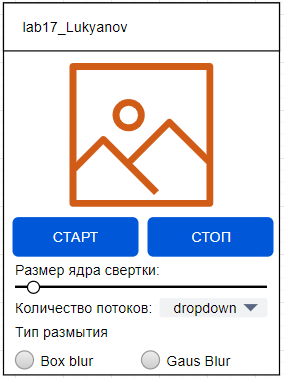 lab17_Lukyanov
СТАРТ СТОП
Размер ядра свертки:
Количество потоков: dropdown
Тип размытия
Box blur Gaus Blur